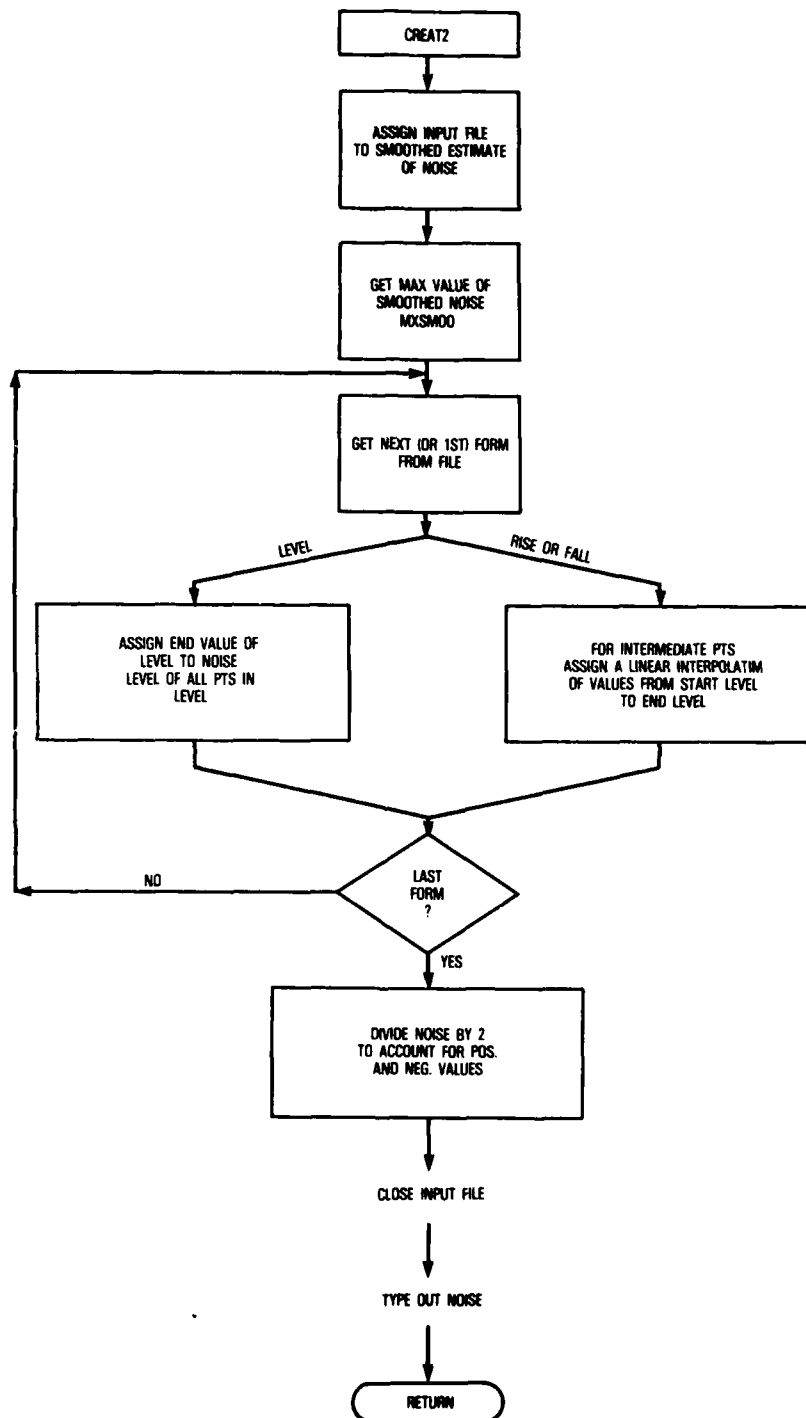 CREAT2
ASSIGN INPUT FILE
TO SMOOTHED ESTIMATE
OF NOISE
GET MAX VALUE OF
SMOOTHED NOISE
MXSMOO
GET NEXT (OR 1ST) FORM
FROM FILE
LEVEL
RISE OR FALL
ASSIGN END VALUE OF
LEVEL TO NOISE
LEVEL OF ALL PTS IN
LEVEL
FOR INTERMEDIATE PTS
ASSIGN A LINEAR INTERPOLATIM
OF VALUES FROM START LEVEL
TO END LEVEL
LAST
FORM
?
NO
YES
DIVIDE NOISE BY 2
TO ACCOUNT FOR POS.
AND NEG. VALUES
CLOSE INPUT FILE
TYPE OUT NOISE
RETURN